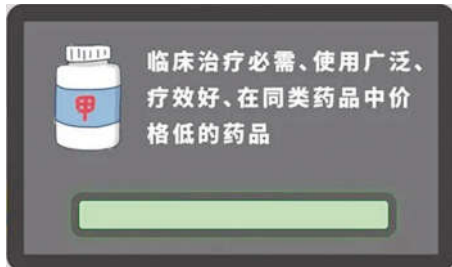 甲
临床治疗必需、使用广泛、
疗效好、在同类药品中价
格低的药品